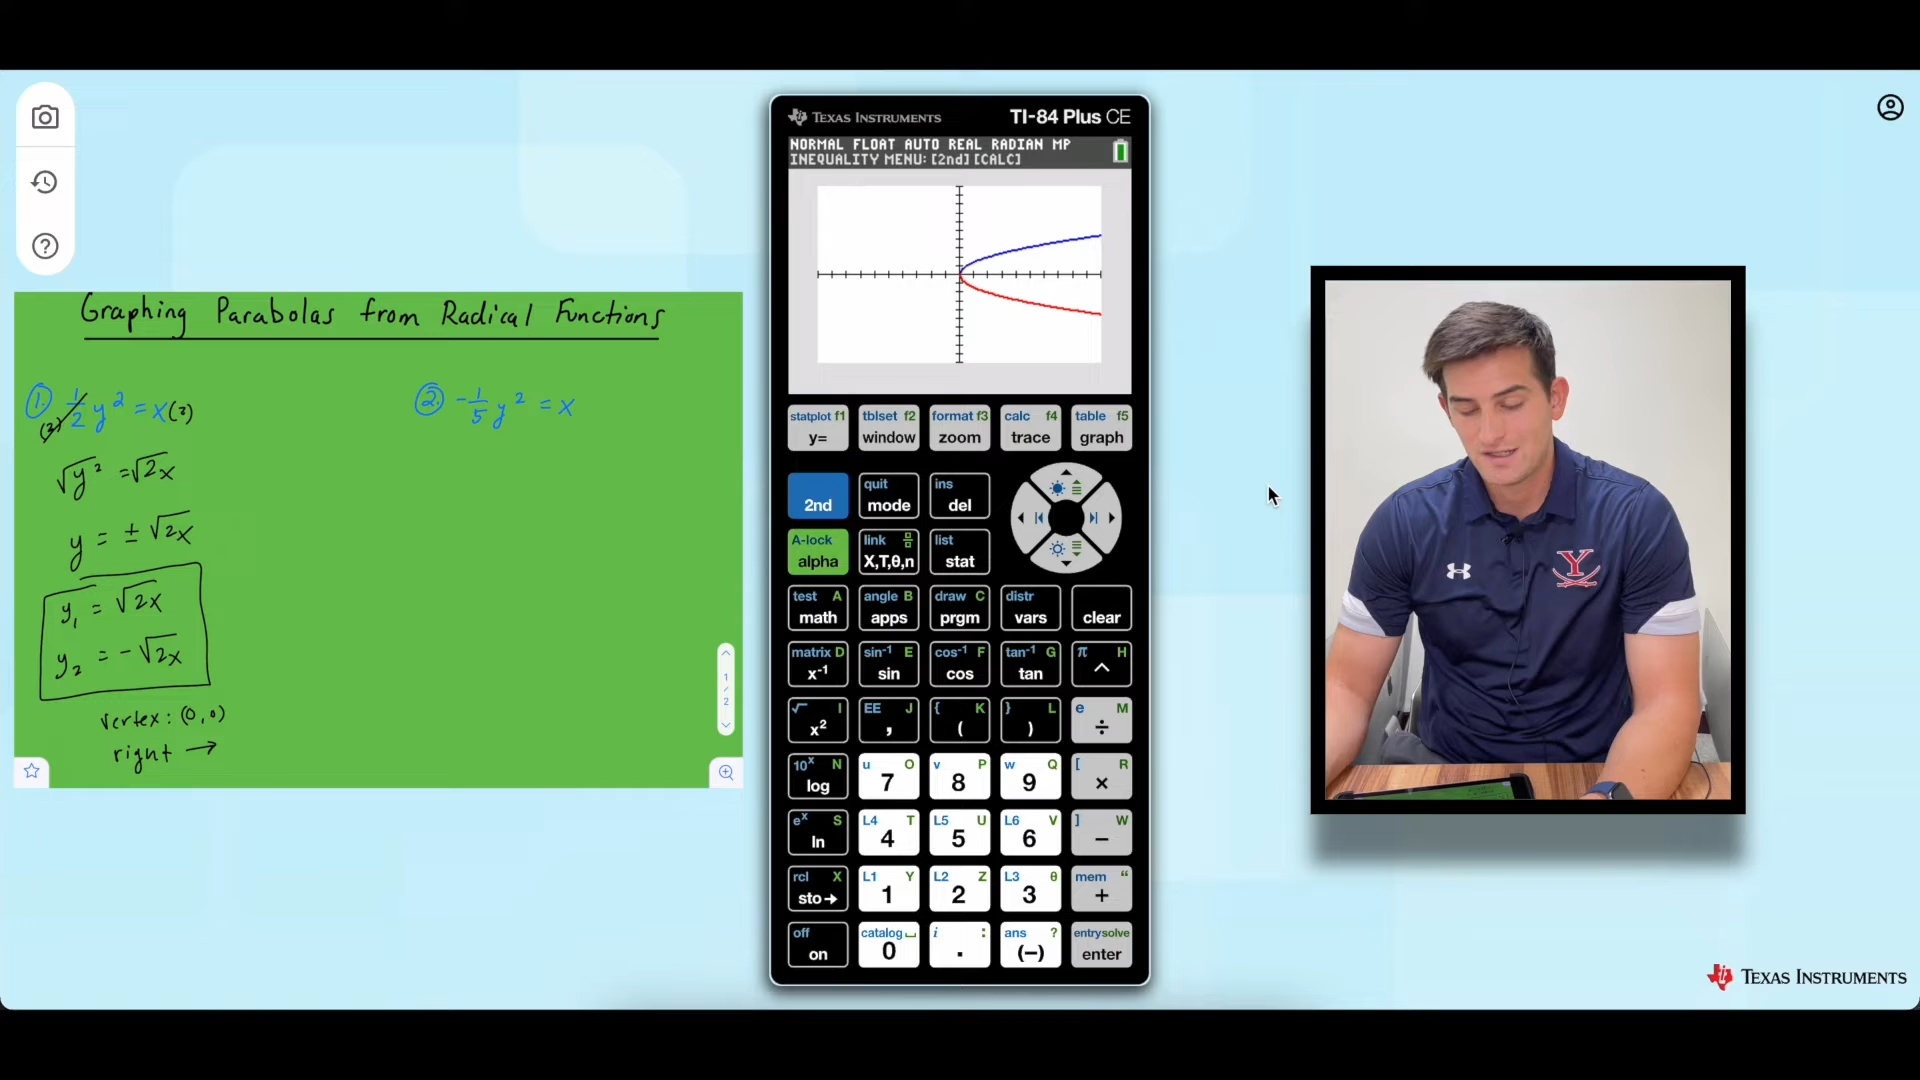 Graphing Parabolas from Radical Functions
1. 1/2 y² = x(2)
(2)
√y² = √2x
y = ± √2x
y₁ = √2x
y₂ = -√2x
vertex: (0,0)
right →
2. -1/5 y² = x
1
/
2
TEXAS INSTRUMENTS TI-84 Plus CE
NORMAL FLOAT AUTO REAL RADIAN MP
INEQUALITY MENU:[2nd][CALC]
statplot f1 tblset f2 format f3 calc f4 table f5
y= window zoom trace graph
quit ins
2nd mode del
A-lock link list
alpha X,T,θ,n stat
test A angle B draw C distr
math apps prgm vars clear
matrix D sin⁻¹ E cos⁻¹ F tan⁻¹ G π H
x⁻¹ sin cos tan ^
√ I EE J { K } L e M
x² , ( ) ÷
10ˣ N u O v P w Q [ R
log 7 8 9 ×
eˣ S L4 T L5 U L6 V ] W
ln 4 5 6 −
rcl X L1 Y L2 Z L3 θ mem “
sto→ 1 2 3 +
off catalog i : ans ? entry solve
on 0 . (−) enter
Y
TEXAS INSTRUMENTS